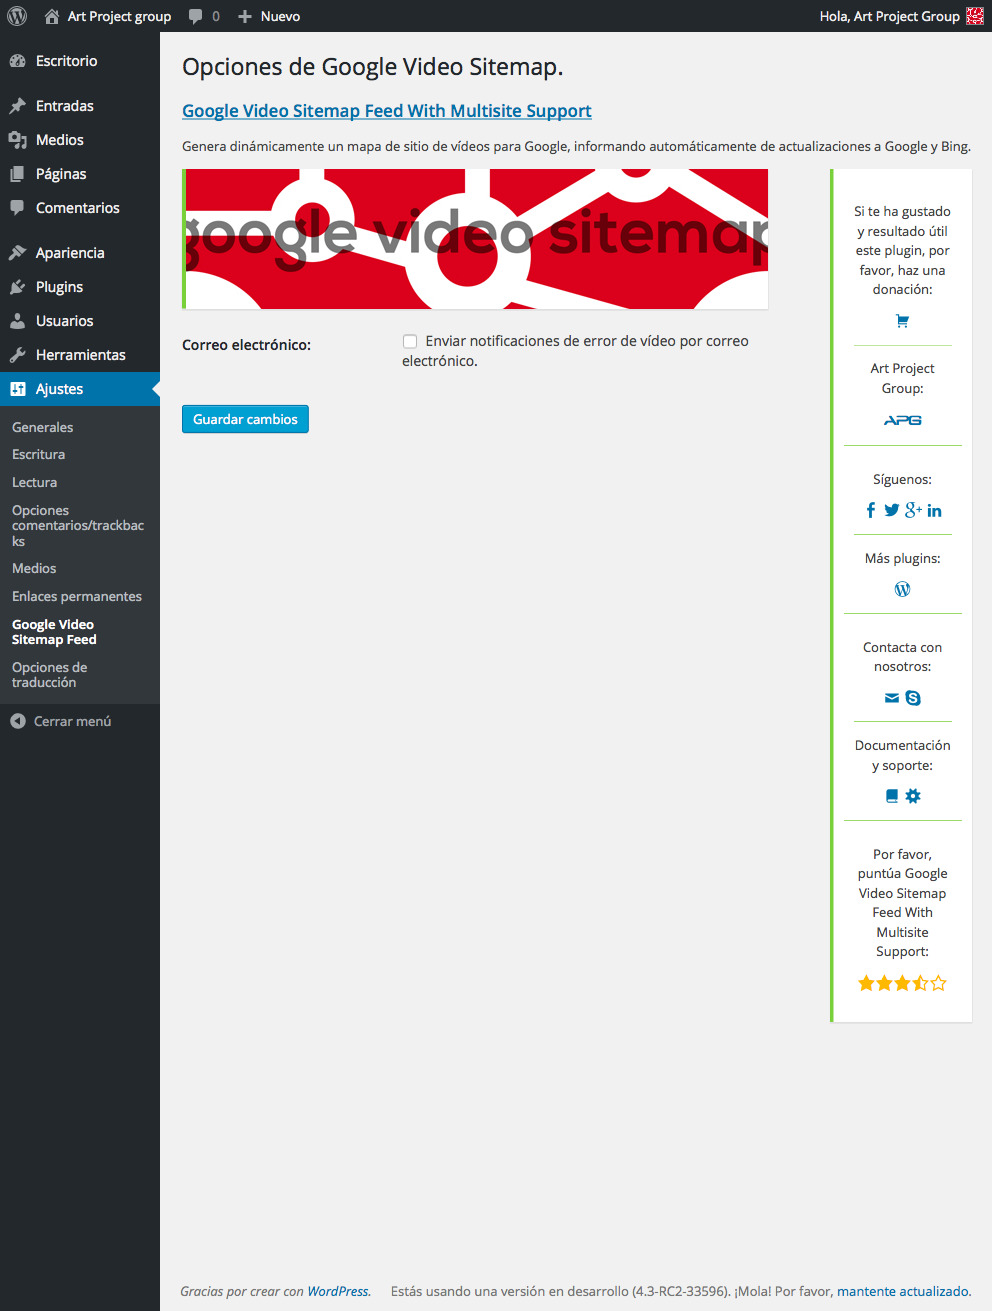 Art Project group
0
Nuevo
Hola, Art Project Group
Escritorio
Entradas
Medios
Páginas
Comentarios
Apariencia
Plugins
Usuarios
Herramientas
Ajustes
Generales
Escritura
Lectura
Opciones
comentarios/trackbac
ks
Medios
Enlaces permanentes
Google Video
Sitemap Feed
Opciones de
traducción
Cerrar menú
Opciones de Google Video Sitemap.
Google Video Sitemap Feed With Multisite Support
Genera dinámicamente un mapa de sitio de vídeos para Google, informando automáticamente de actualizaciones a Google y Bing.
google video sitemap
Correo electrónico:
Enviar notificaciones de error de vídeo por correo
electrónico.
Guardar cambios
Si te ha gustado
y resultado útil
este plugin, por
favor, haz una
donación:
Art Project
Group:
APG
Síguenos:
Más plugins:
Contacta con
nosotros:
Documentación
y soporte:
Por favor,
puntúa Google
Video Sitemap
Feed With
Multisite
Support:
Gracias por crear con WordPress.
Estás usando una versión en desarrollo (4.3-RC2-33596). ¡Mola! Por favor, mantente actualizado.